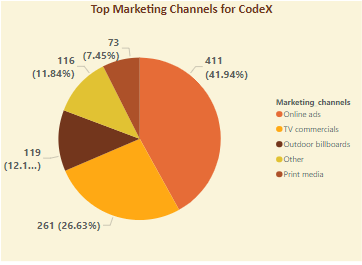 Top Marketing Channels for CodeX
73
(7.45%)
116
(11.84%)
411
(41.94%)
119
(12.1...)
261 (26.63%)
Marketing channels
Online ads
TV commercials
Outdoor billboards
Other
Print media